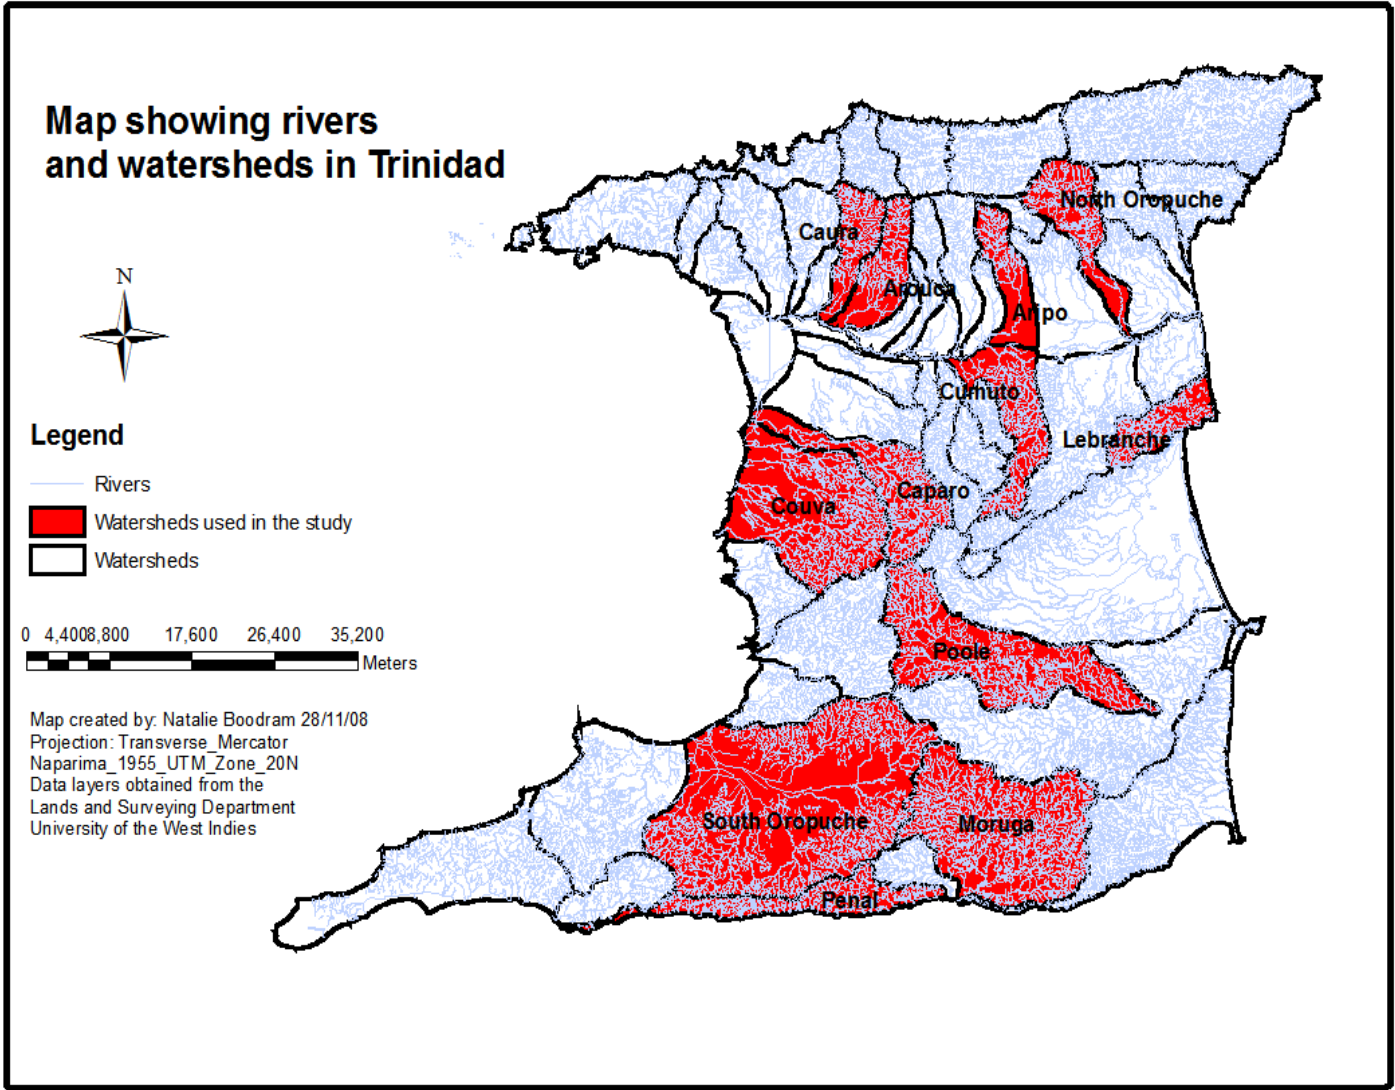 Map showing rivers
and watersheds in Trinidad
N
Legend
Rivers
Watersheds used in the study
Watersheds
0 4,400 8,800 17,600 26,400 35,200
Meters
Map created by: Natalie Boodram 28/11/08
Projection: Transverse_Mercator
Naparima_1955_UTM_Zone_20N
Data layers obtained from the
Lands and Surveying Department
University of the West Indies
North Oropuche
Caura
Arouca
Aripo
Cumuto
Lebranche
Caparo
Couva
Poole
South Oropuche
Moruga
Penal